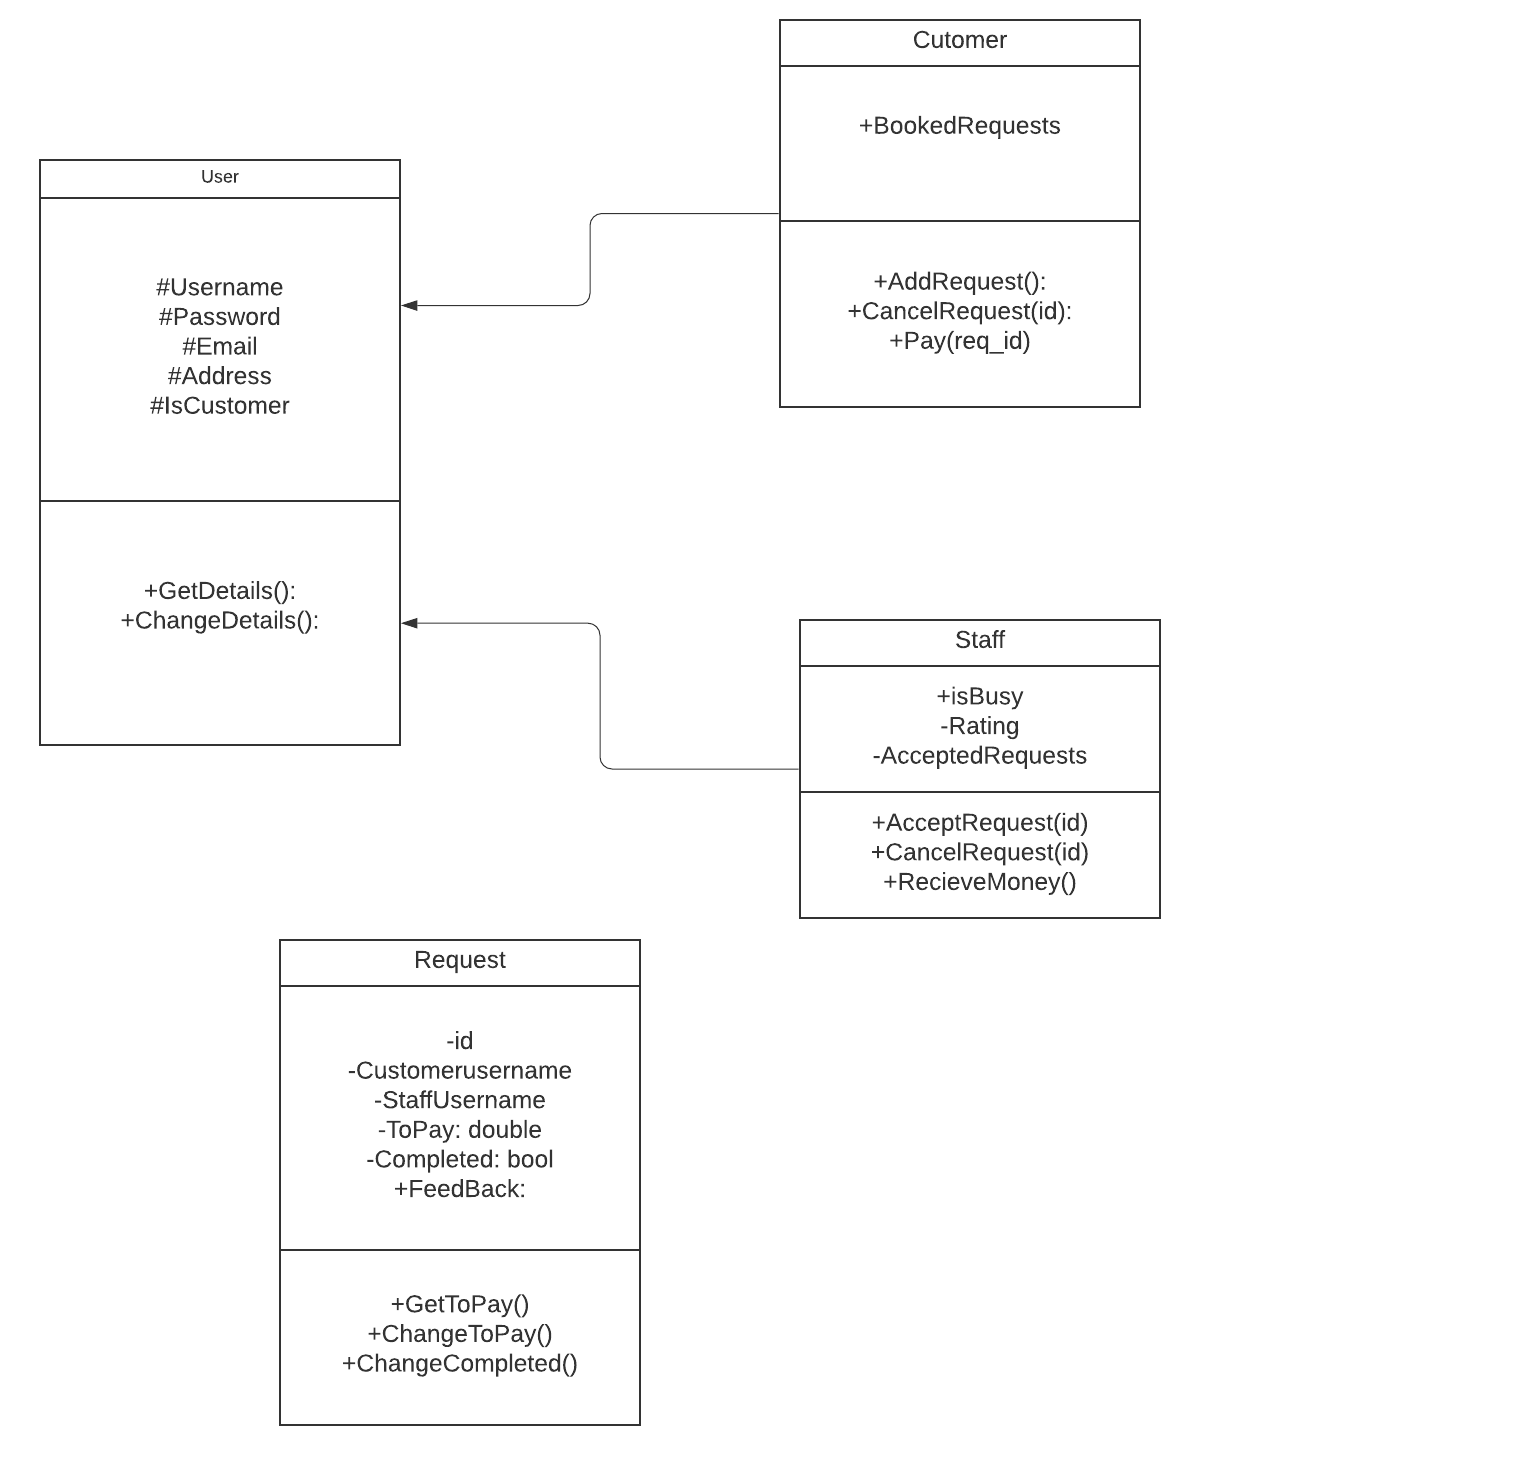 Cutomer
+BookedRequests
+AddRequest():
+CancelRequest(id):
+Pay(req_id)
User
#Username
#Password
#Email
#Address
#IsCustomer
+GetDetails():
+ChangeDetails():
Staff
+isBusy
-Rating
-AcceptedRequests
+AcceptRequest(id)
+CancelRequest(id)
+RecieveMoney()
Request
-id
-Customerusername
-StaffUsername
-ToPay: double
-Completed: bool
+FeedBack:
+GetToPay()
+ChangeToPay()
+ChangeCompleted()